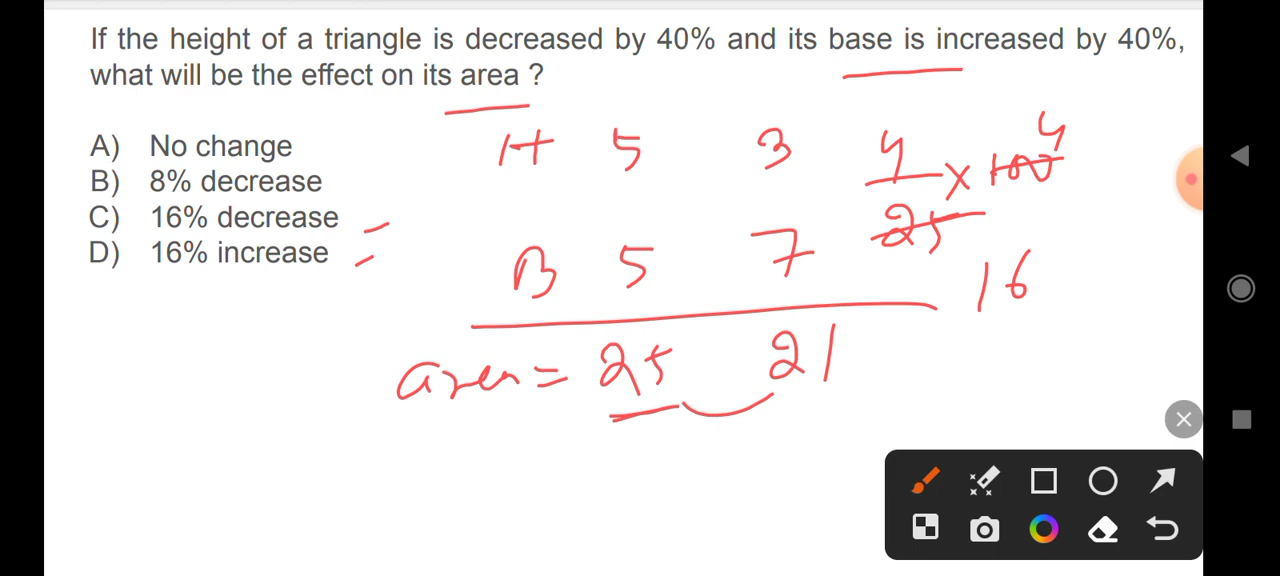 If the height of a triangle is decreased by 40% and its base is increased by 40%,
what will be the effect on its area ?
A) No change
B) 8% decrease
C) 16% decrease
D) 16% increase
H 5 3 4/25 x 100 4
B 5 7 16
area = 25 21